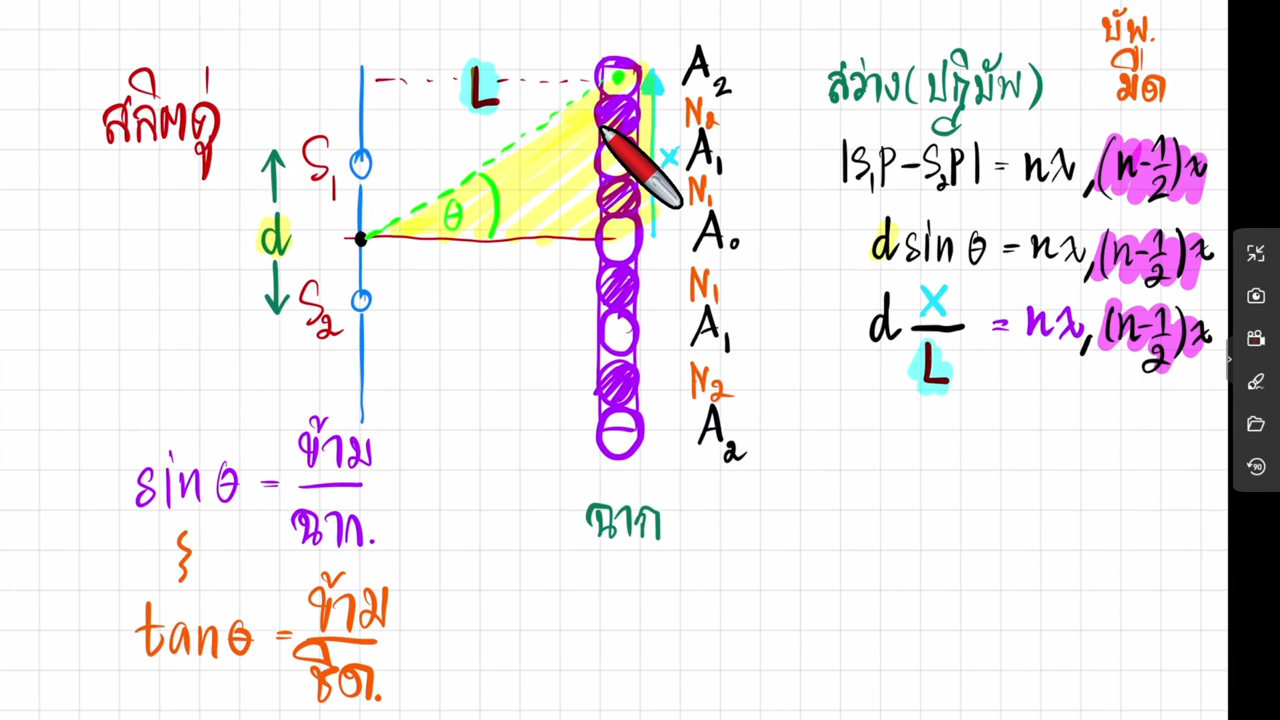 สลิตคู่
S₁
d
S₂
L
θ
x
A₂
N₂
A₁
N₁
A₀
N₁
A₁
N₂
A₂
ฉาก
sin θ = ข้าม/ฉาก.
tan θ = ข้าม/ชิด.
บัพ.
สว่าง(ปฏิบัพ) มืด
|S₁P-S₂P| = nλ, (n-1/2)λ
d sin θ = nλ, (n-1/2)λ
d x/L = nλ, (n-1/2)λ
90